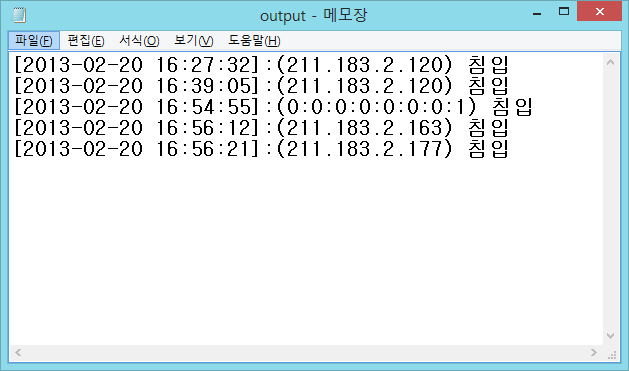 output - 메모장
파일(F) 편집(E) 서식(O) 보기(V) 도움말(H)
[2013-02-20 16:27:32]:(211.183.2.120) 침입
[2013-02-20 16:39:05]:(211.183.2.120) 침입
[2013-02-20 16:54:55]:(0:0:0:0:0:0:0:1) 침입
[2013-02-20 16:56:12]:(211.183.2.163) 침입
[2013-02-20 16:56:21]:(211.183.2.177) 침입